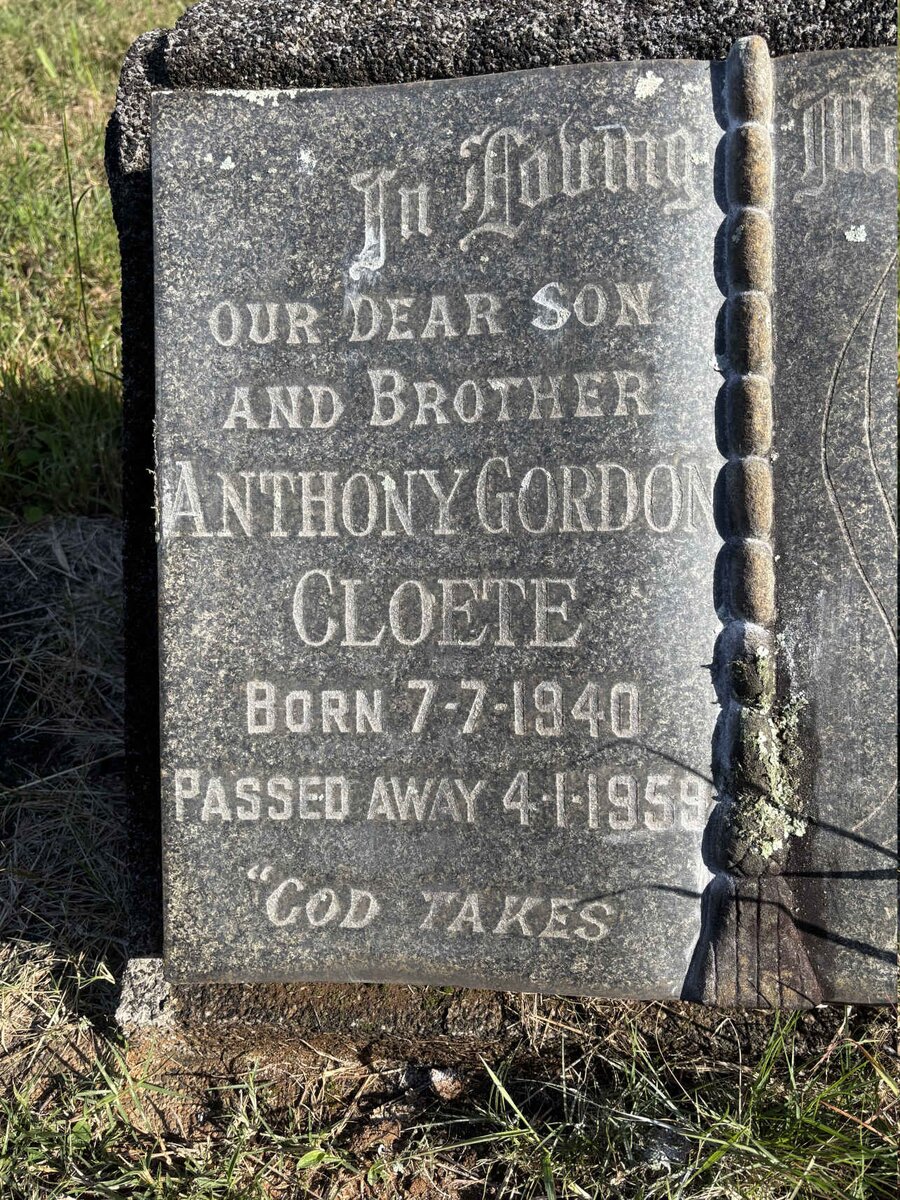 In Loving
OUR DEAR SON
AND BROTHER
ANTHONY GORDON
CLOETE
BORN 7-7-1940
PASSED AWAY 4-1-1959
"GOD TAKES